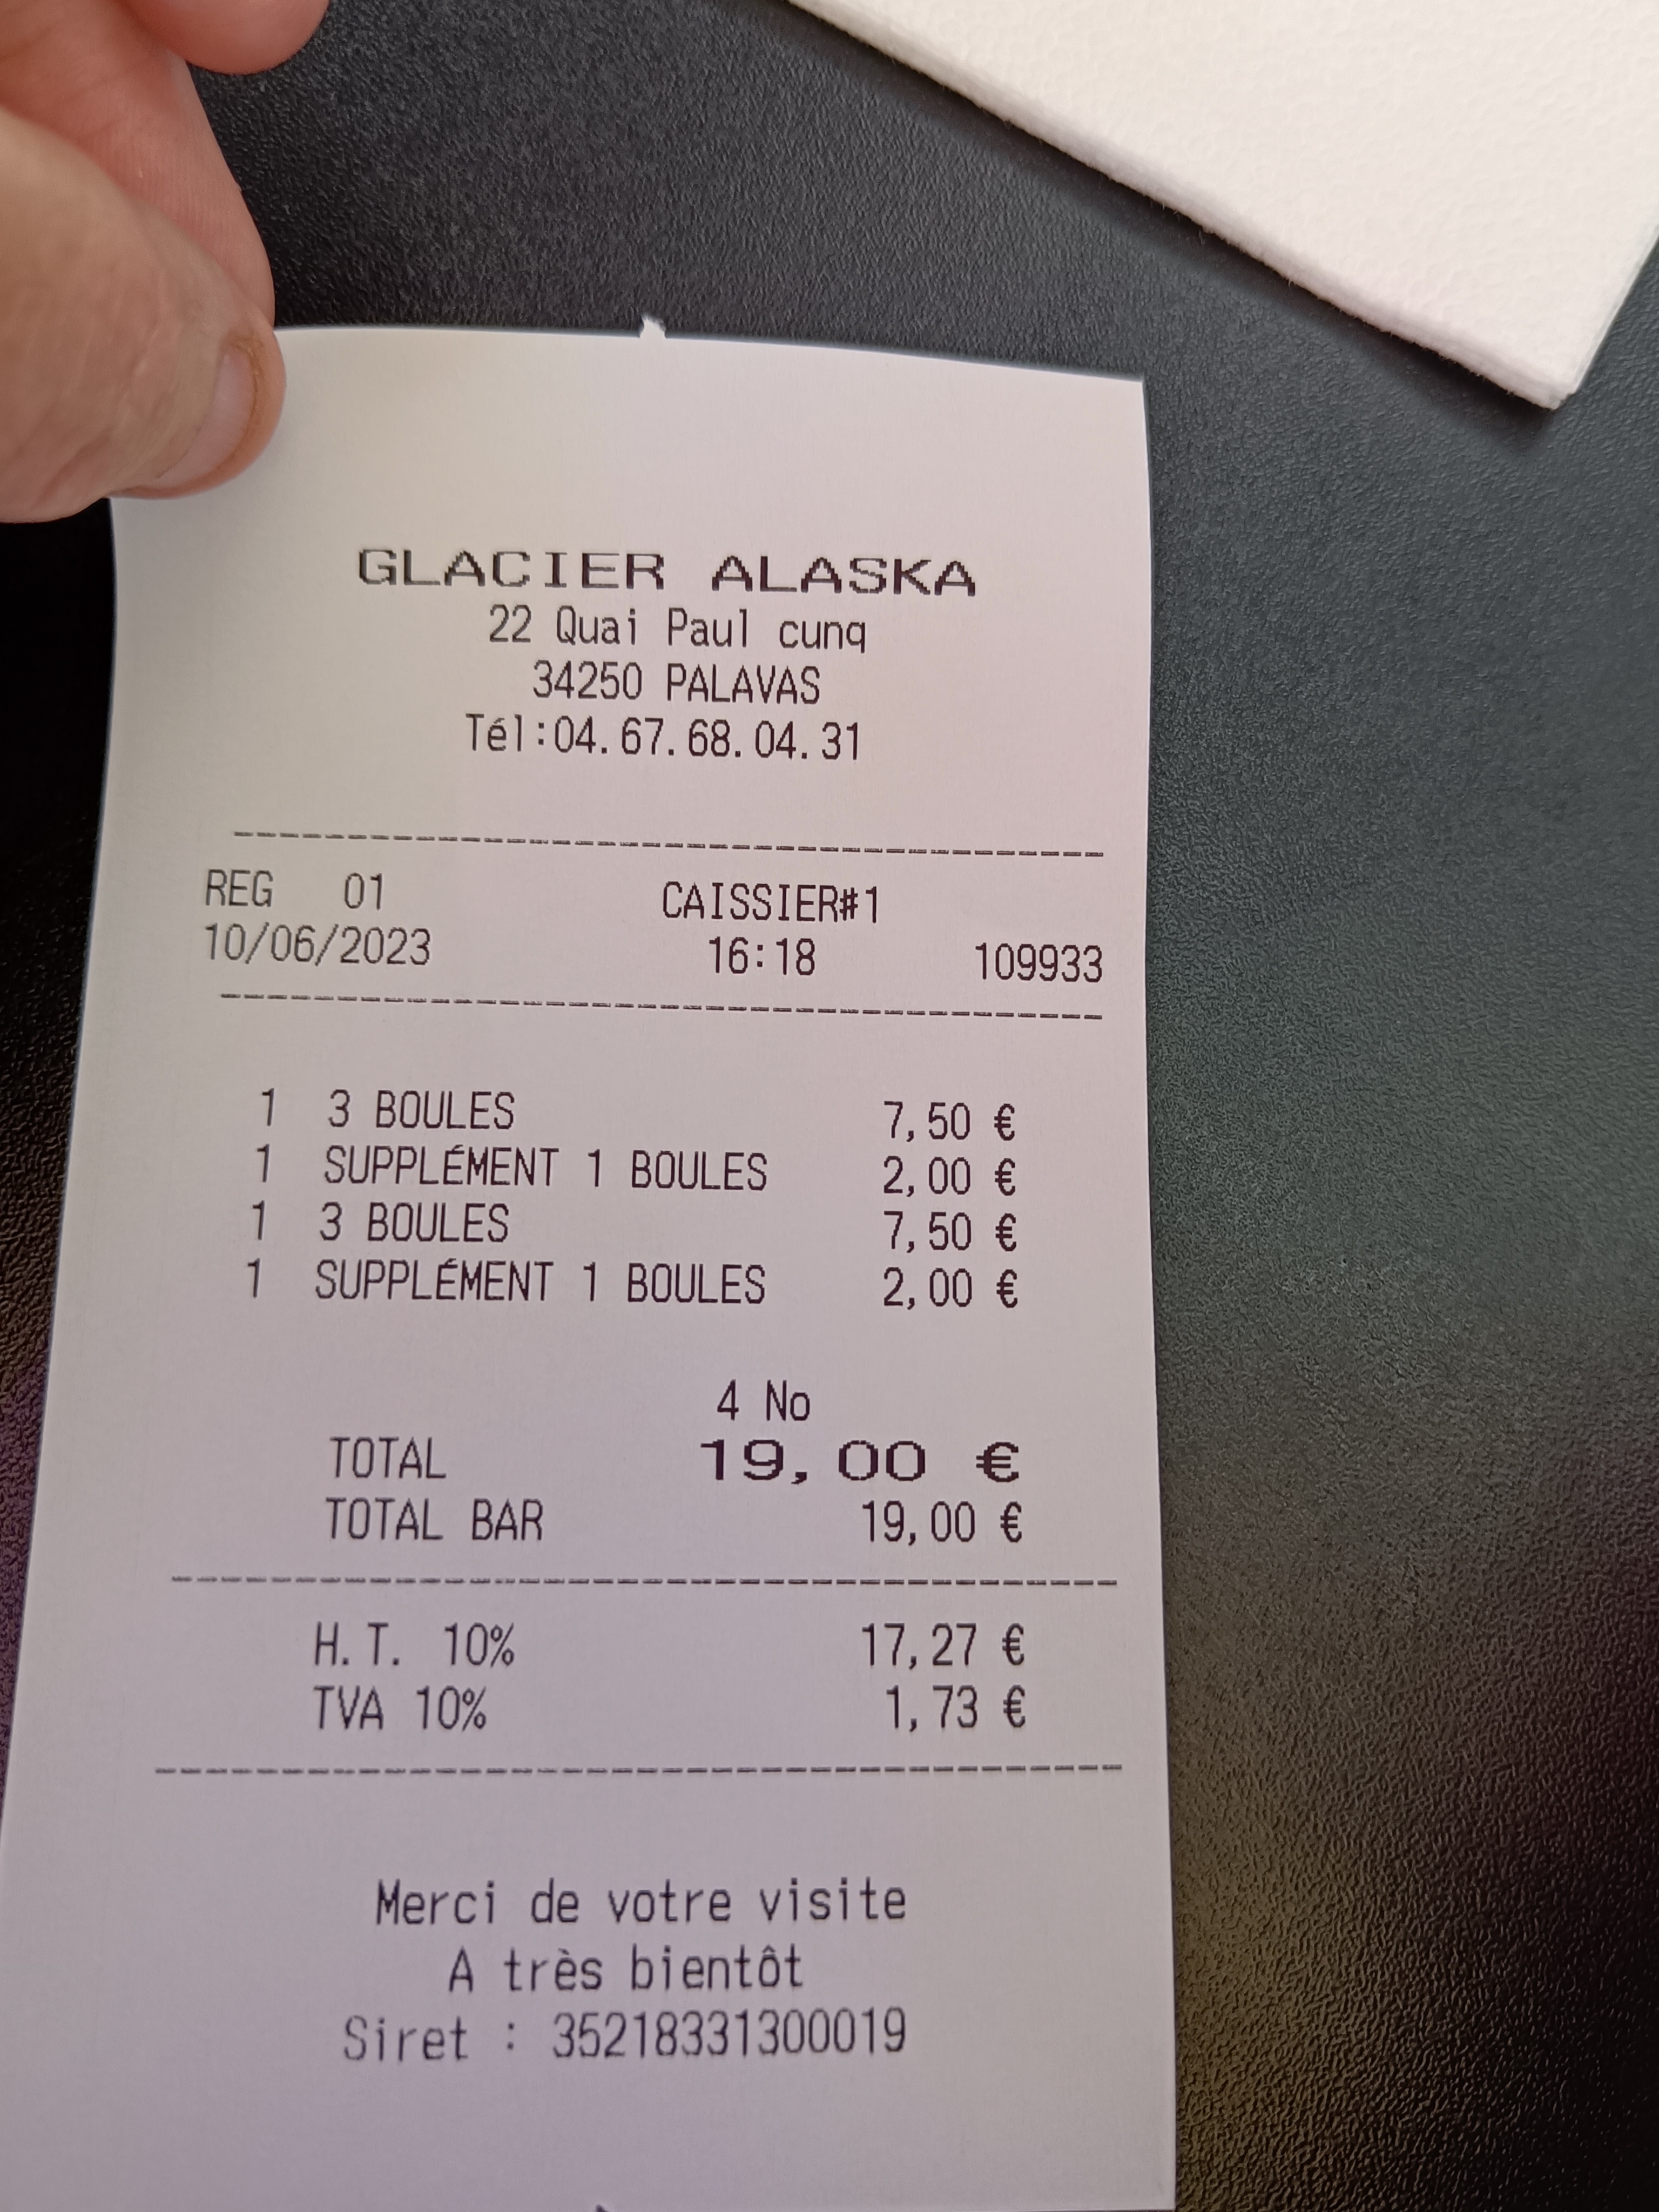 GLACIER ALASKA
22 Quai Paul cunq
34250 PALAVAS
Tél:04.67.68.04.31
REG 01 CAISSIER#1
10/06/2023 16:18 109933
1 3 BOULES 7,50 €
1 SUPPLÉMENT 1 BOULES 2,00 €
1 3 BOULES 7,50 €
1 SUPPLÉMENT 1 BOULES 2,00 €
4 No
TOTAL 19,00 €
TOTAL BAR 19,00 €
H.T. 10% 17,27 €
TVA 10% 1,73 €
Merci de votre visite
A très bientôt
Siret : 35218331300019